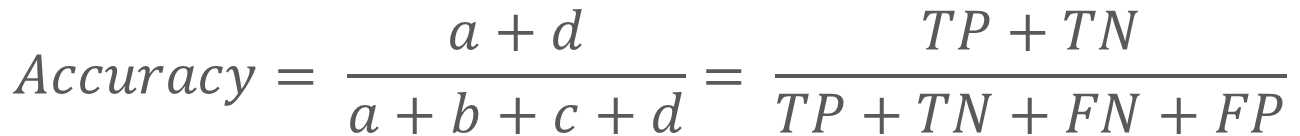 Accuracy = (a + d) / (a + b + c + d) = (TP + TN) / (TP + TN + FN + FP)